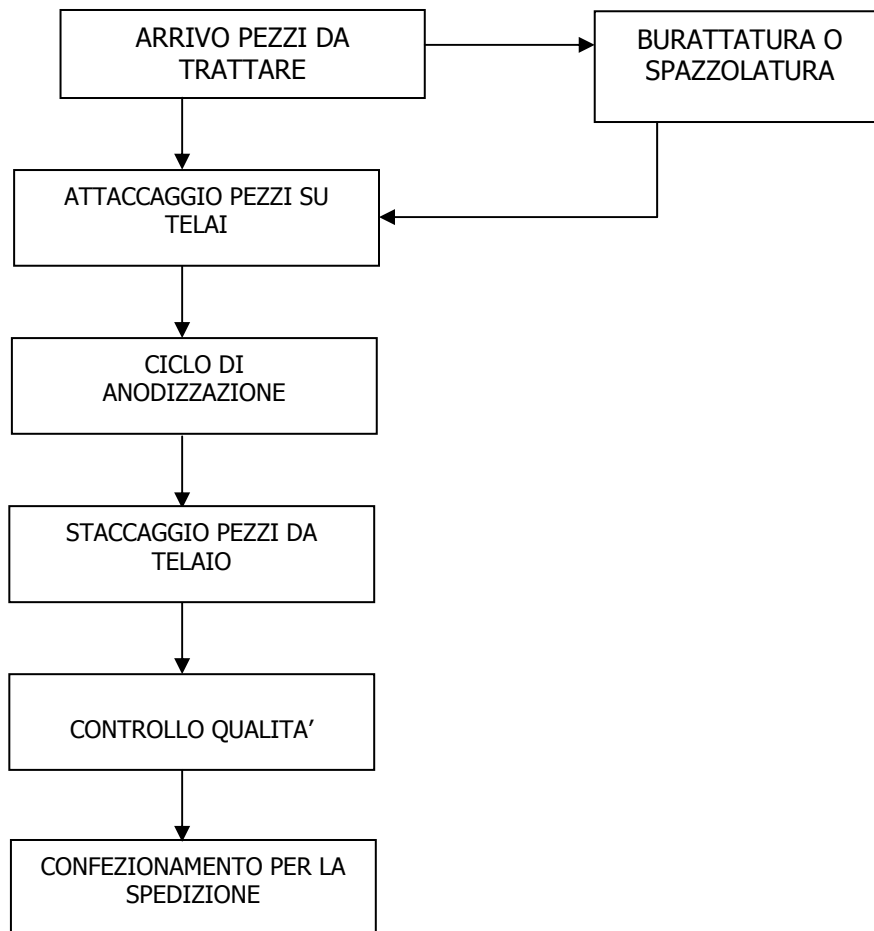 ARRIVO PEZZI DA
TRATTARE
BURATTATURA O
SPAZZOLATURA
ATTACCAGGIO PEZZI SU
TELAI
CICLO DI
ANODIZZAZIONE
STACCAGGIO PEZZI DA
TELAIO
CONTROLLO QUALITA’
CONFEZIONAMENTO PER LA
SPEDIZIONE